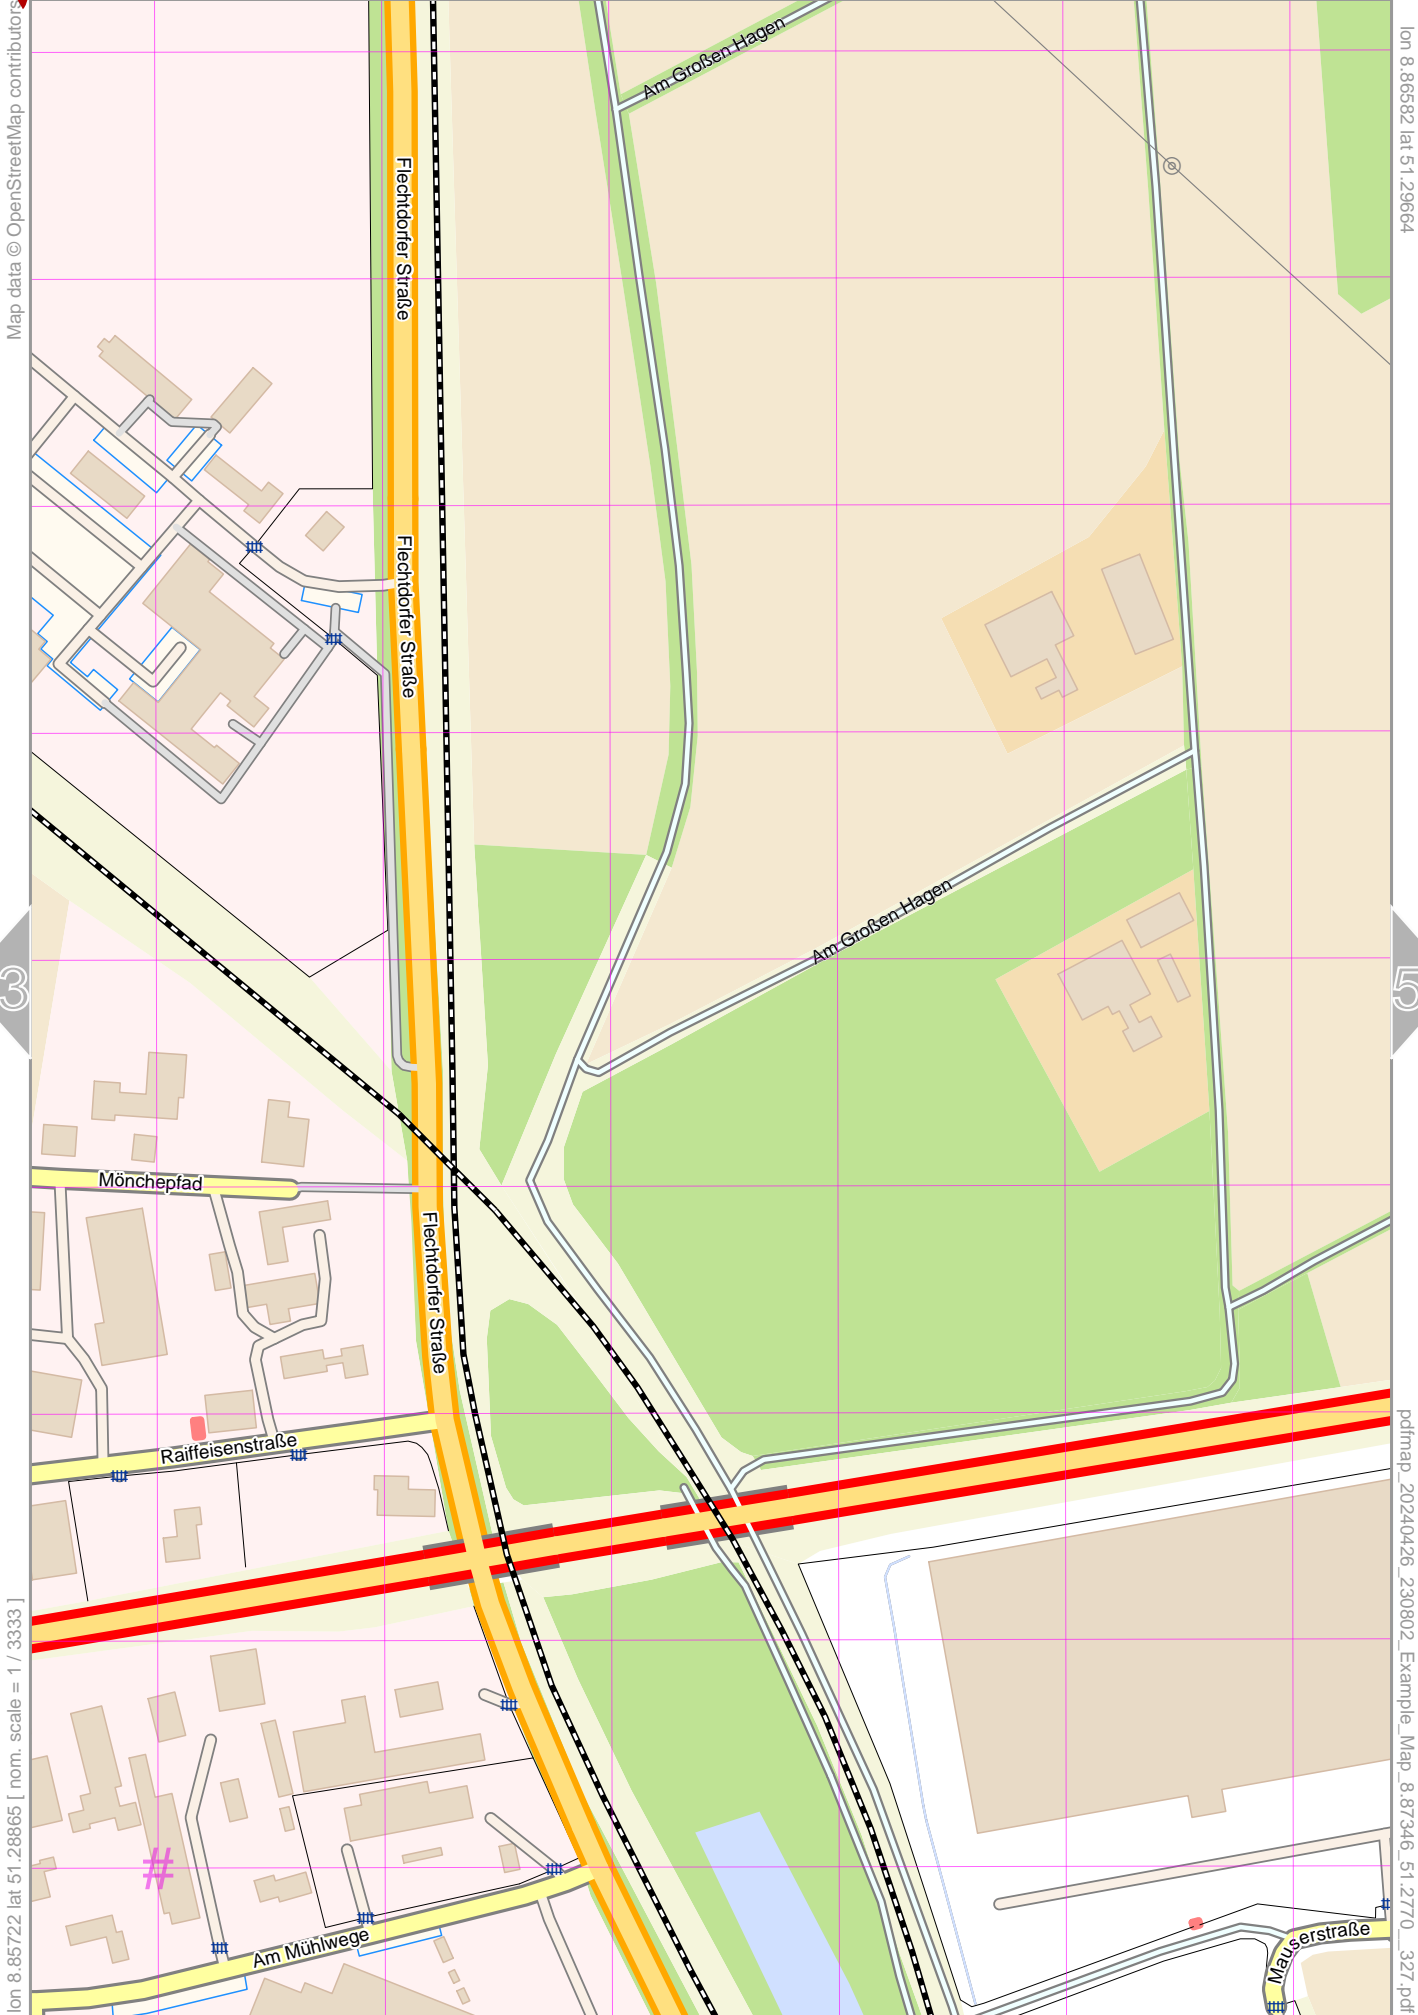 Map data © OpenStreetMap contributors
lon 8.86582 lat 51.29664
Am Großen Hagen
Flechtdorfer Straße
Flechtdorfer Straße
Am Großen Hagen
3
5
Mönchepfad
Flechtdorfer Straße
Raiffeisenstraße
#
Am Mühlwege
Mauserstraße
lon 8.85722 lat 51.28865 [ nom. scale = 1 / 3333 ]
pdfmap_20240426_230802_Example_Map_8.87346_51.2770__327.pdf